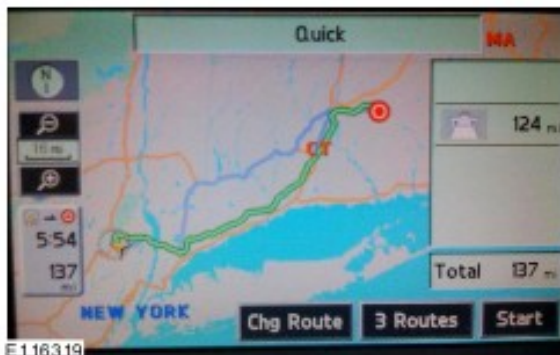 Quick
MA
N
124 mi
16 mi
CT
5:54
137
mi
Total 137 mi
NEW YORK
Chg Route
3 Routes
Start
E116319